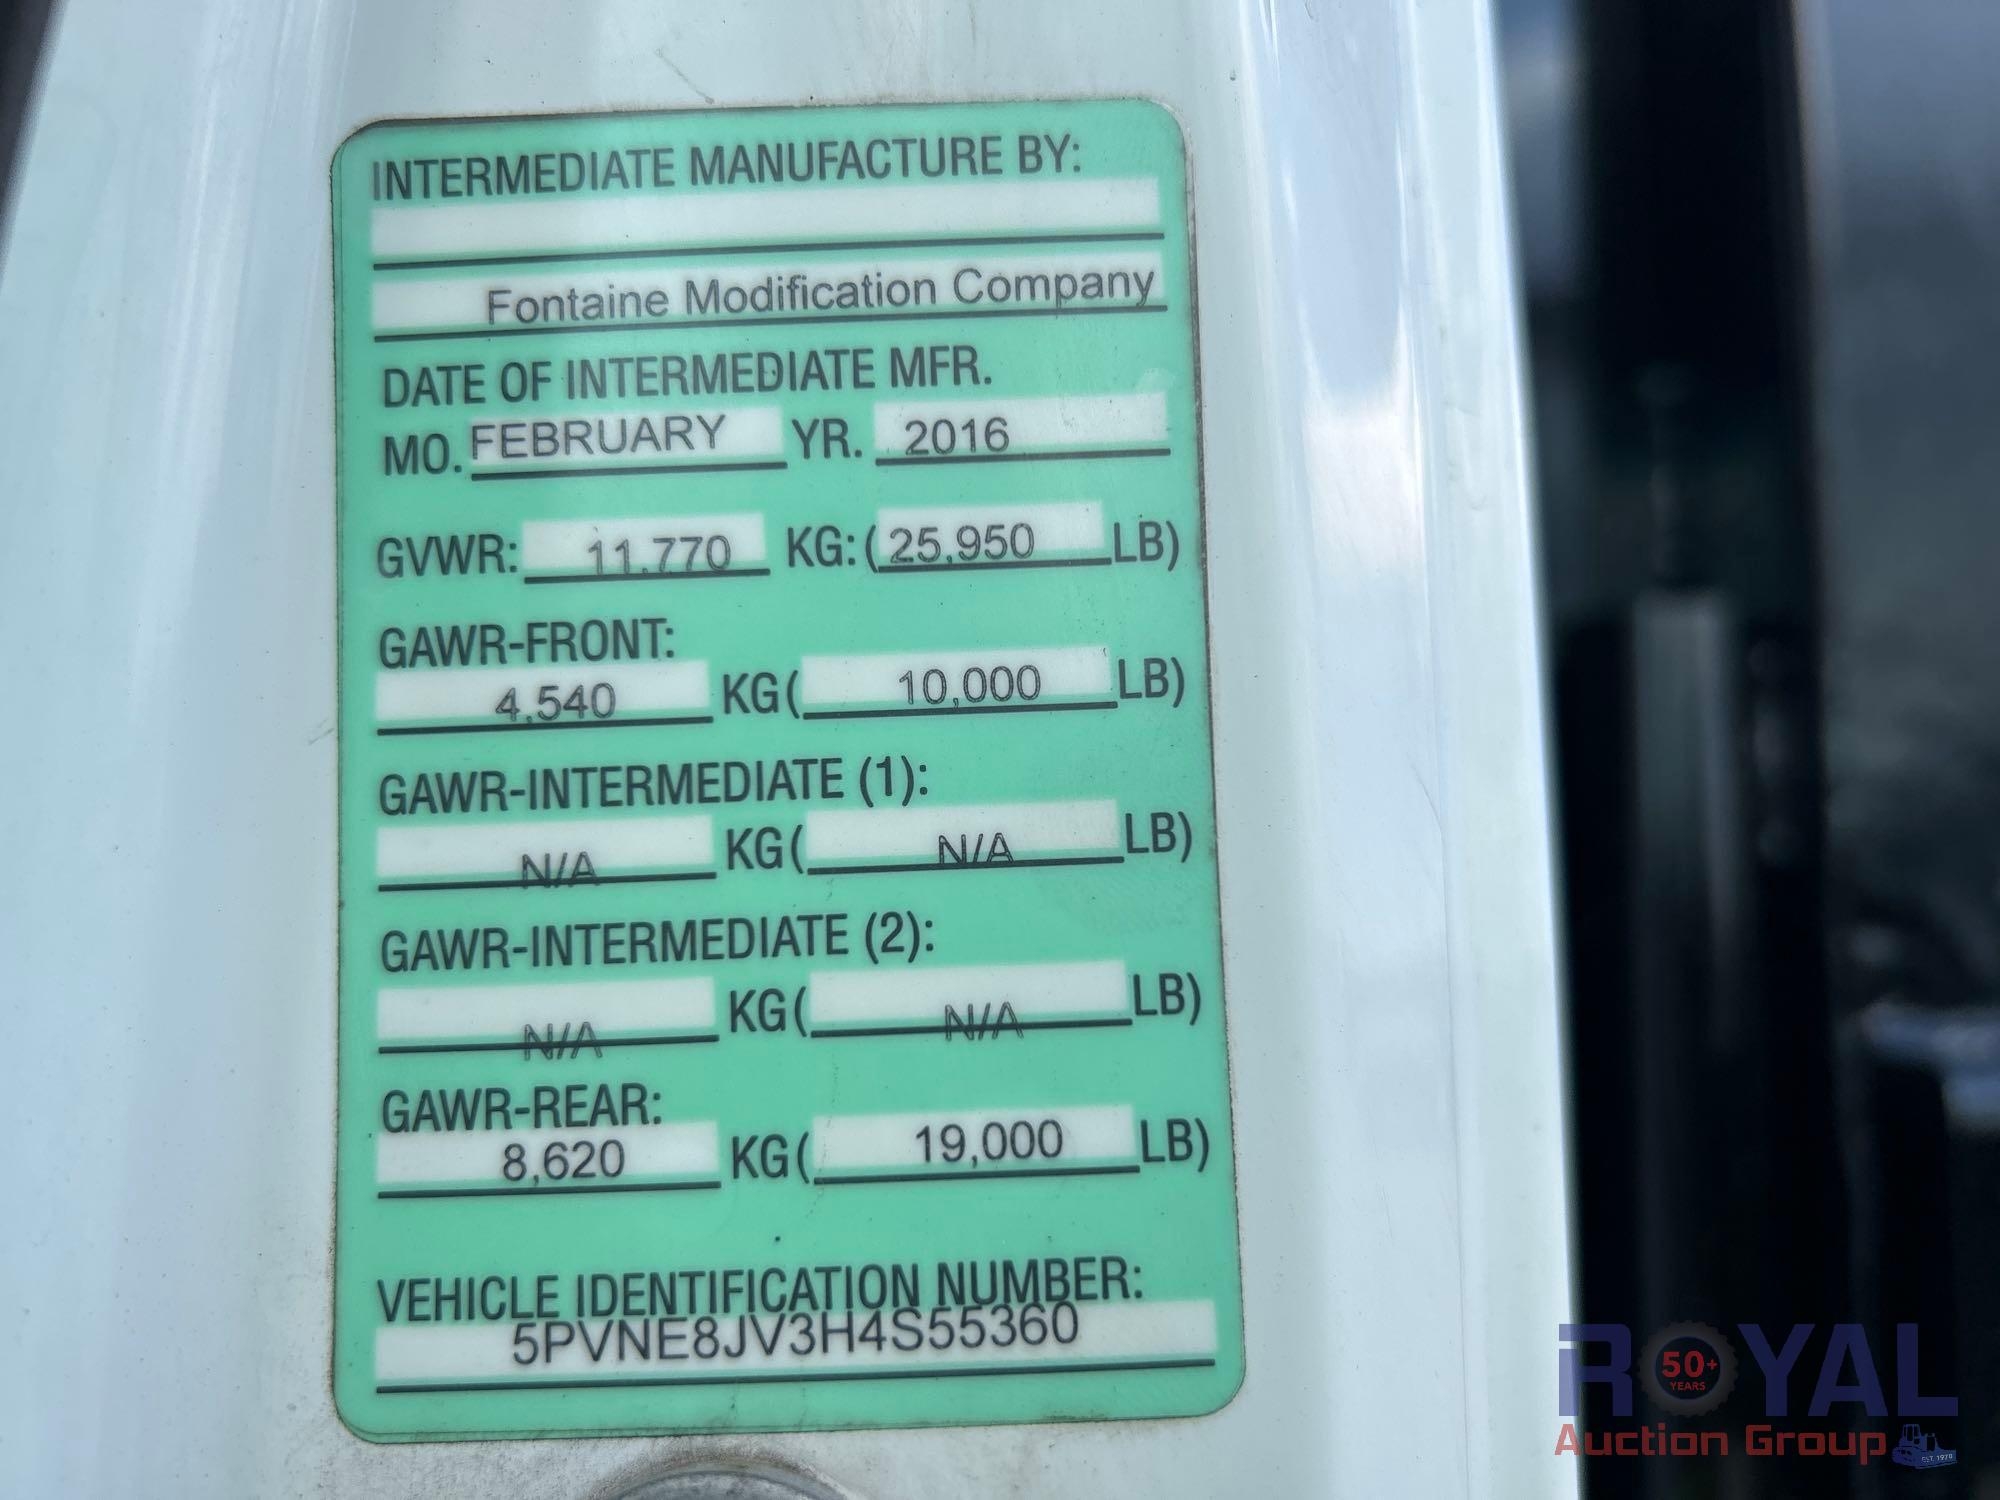 INTERMEDIATE MANUFACTURE BY:
Fontaine Modification Company
DATE OF INTERMEDIATE MFR.
MO. FEBRUARY YR. 2016
GVWR: 11,770 KG: (25,950 LB)
GAWR-FRONT:
4,540 KG ( 10,000 LB)
GAWR-INTERMEDIATE (1):
N/A KG ( N/A LB)
GAWR-INTERMEDIATE (2):
N/A KG ( N/A LB)
GAWR-REAR:
8,620 KG ( 19,000 LB)
VEHICLE IDENTIFICATION NUMBER:
5PVNE8JV3H4S55360
ROYAL
50+
YEARS
Auction Group
EST. 1970